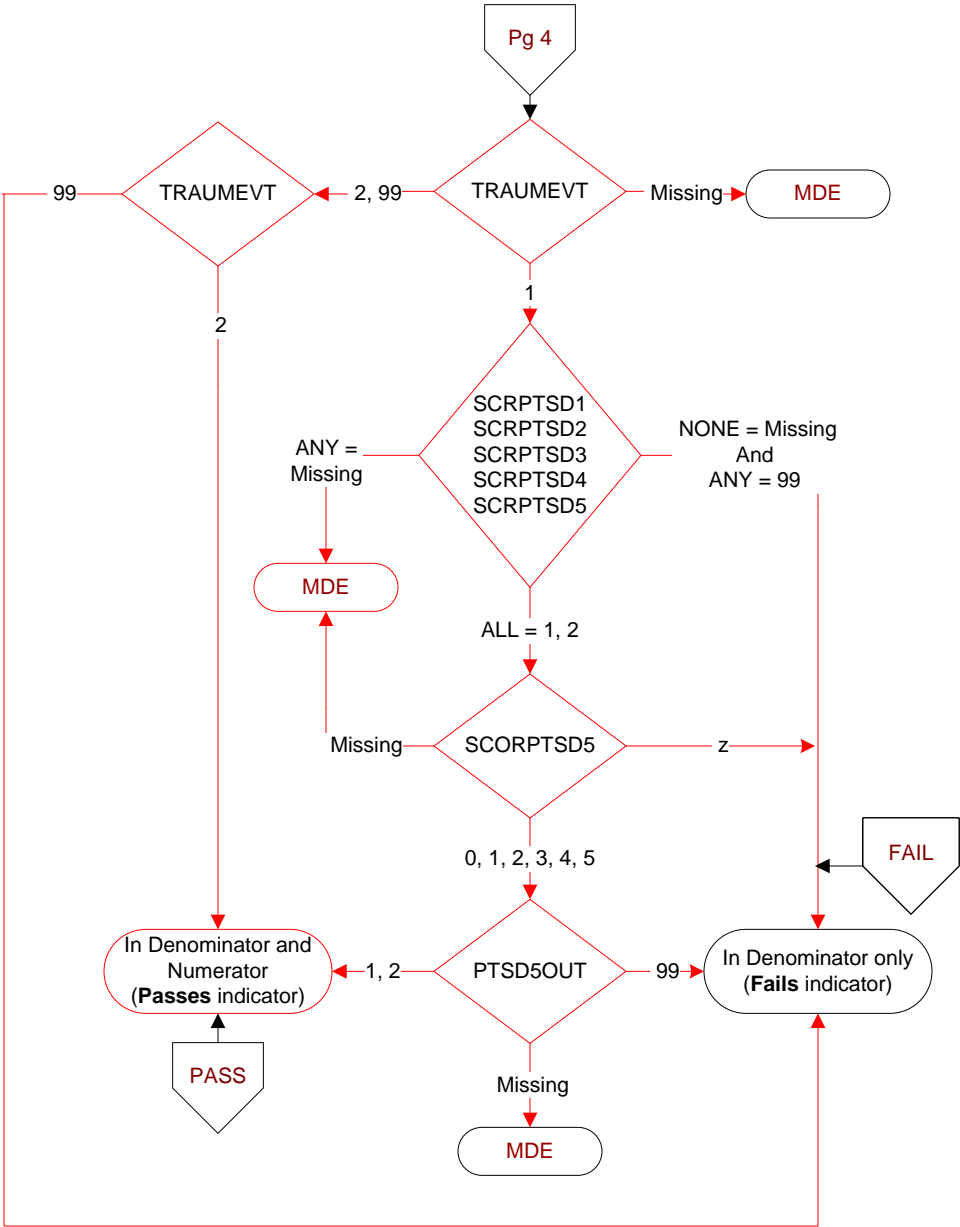 Pg 4
99
TRAUMEVT
2, 99
TRAUMEVT
Missing
MDE
1
2
SCRPTSD1
SCRPTSD2
SCRPTSD3
SCRPTSD4
SCRPTSD5
ANY =
Missing
NONE = Missing
And
ANY = 99
MDE
ALL = 1, 2
Missing
SCORPTSD5
z
0, 1, 2, 3, 4, 5
FAIL
In Denominator and
Numerator
(Passes indicator)
1, 2
PTSD5OUT
99
In Denominator only
(Fails indicator)
PASS
Missing
MDE